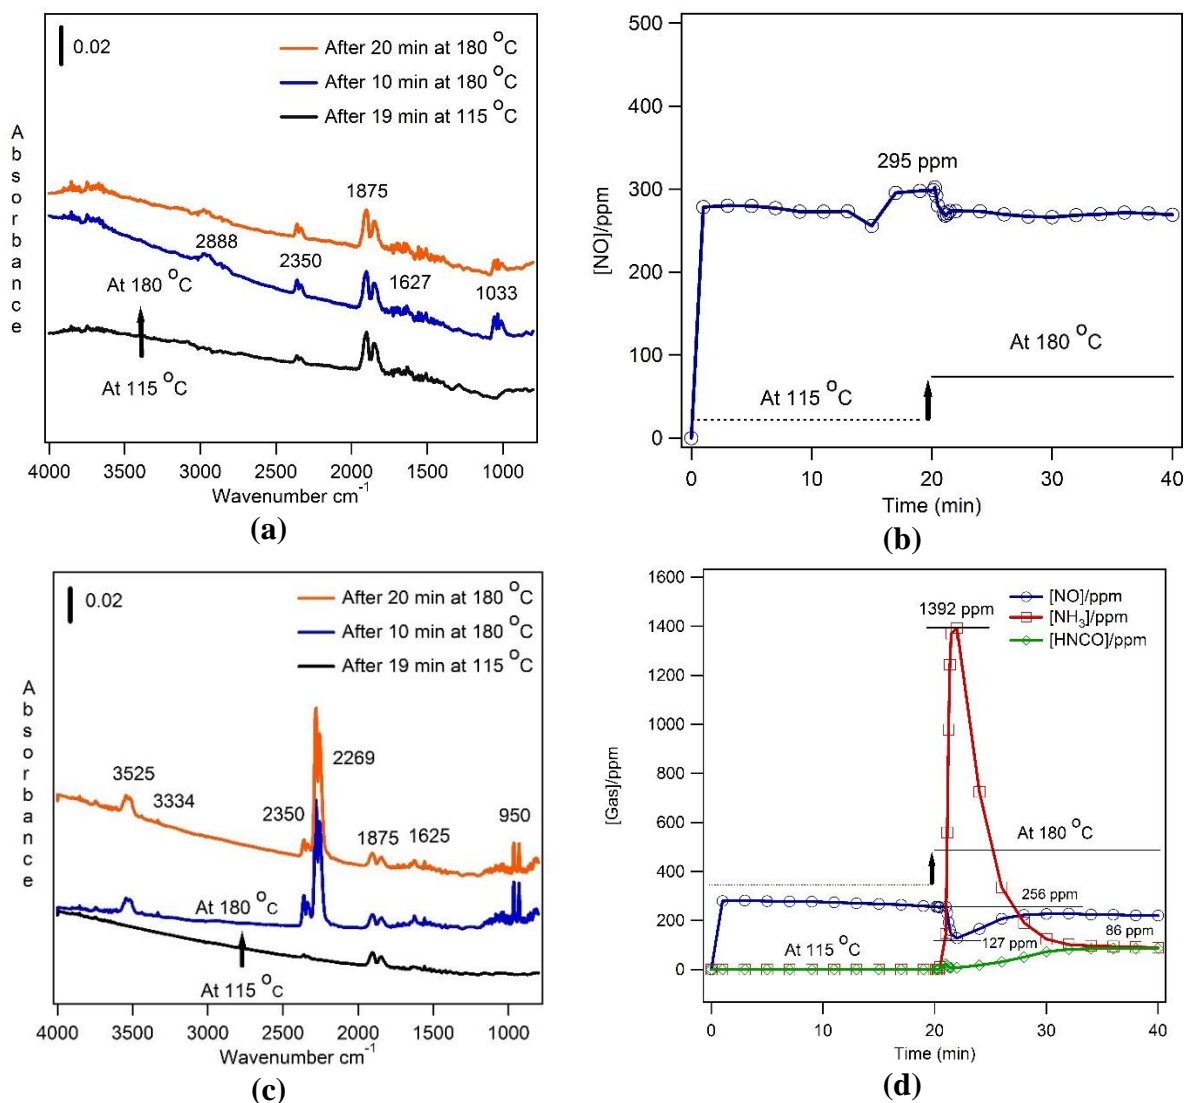 0.02
After 20 min at 180 °C
After 10 min at 180 °C
After 19 min at 115 °C
Absorbance
1875
2888
2350
1627
1033
At 180 °C
At 115 °C
4000 3500 3000 2500 2000 1500 1000
Wavenumber cm-1
(a)
500
400
300
200
100
0
[NO]/ppm
295 ppm
At 180 °C
At 115 °C
0 10 20 30 40
Time (min)
(b)
0.02
After 20 min at 180 °C
After 10 min at 180 °C
After 19 min at 115 °C
Absorbance
2269
3525
3334
2350
1875
1625
950
At 180 °C
At 115 °C
4000 3500 3000 2500 2000 1500 1000
Wavenumber cm-1
(c)
1600
1400
1200
1000
800
600
400
200
0
[Gas]/ppm
1392 ppm
[NO]/ppm
[NH3]/ppm
[HNCO]/ppm
At 180 °C
256 ppm
86 ppm
127 ppm
At 115 °C
0 10 20 30 40
Time (min)
(d)